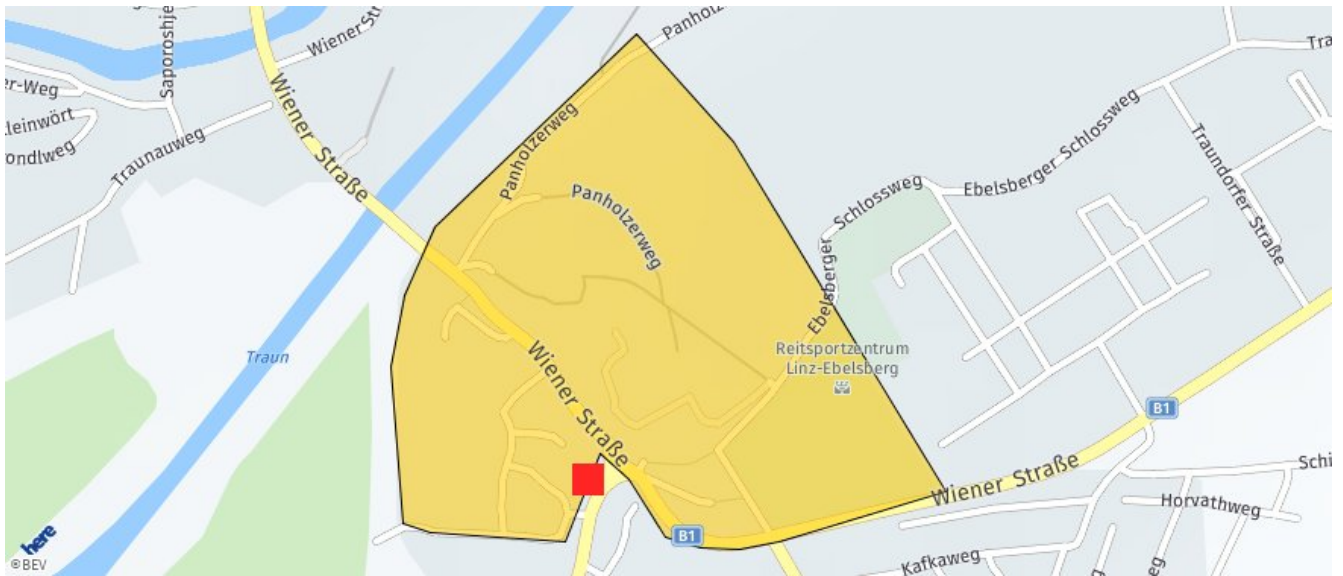 Saporoshje
Wiener Str
Panholz
Tra
er-Weg
Wiener Straße
leinwört
ondlweg
Traunauweg
Panholzerweg
Panholzerweg
Ebelsberger Schlossweg
Traundorfer Straße
Ebelsberger Schlossweg
Traun
Reitsportzentrum
Linz-Ebelsberg
Wiener Straße
B1
Wiener Straße
Schi
Horvathweg
B1
Kafkaweg
here
©BEV